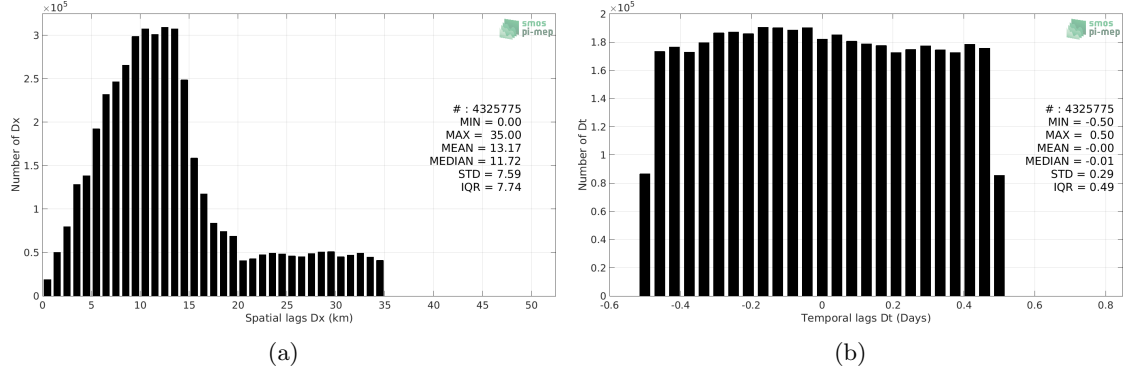 ×10⁵
3
2.5
2
1.5
1
0.5
0
0 5 10 15 20 25 30 35 40 45 50
Number of Dx
Spatial lags Dx (km)
smos
pi-mep
# : 4325775
MIN = 0.00
MAX = 35.00
MEAN = 13.17
MEDIAN = 11.72
STD = 7.59
IQR = 7.74
(a)
×10⁵
2
1.8
1.6
1.4
1.2
1
0.8
0.6
0.4
0.2
0
-0.6 -0.4 -0.2 0 0.2 0.4 0.6 0.8
Number of Dt
Temporal lags Dt (Days)
smos
pi-mep
# : 4325775
MIN = -0.50
MAX = 0.50
MEAN = -0.00
MEDIAN = -0.01
STD = 0.29
IQR = 0.49
(b)